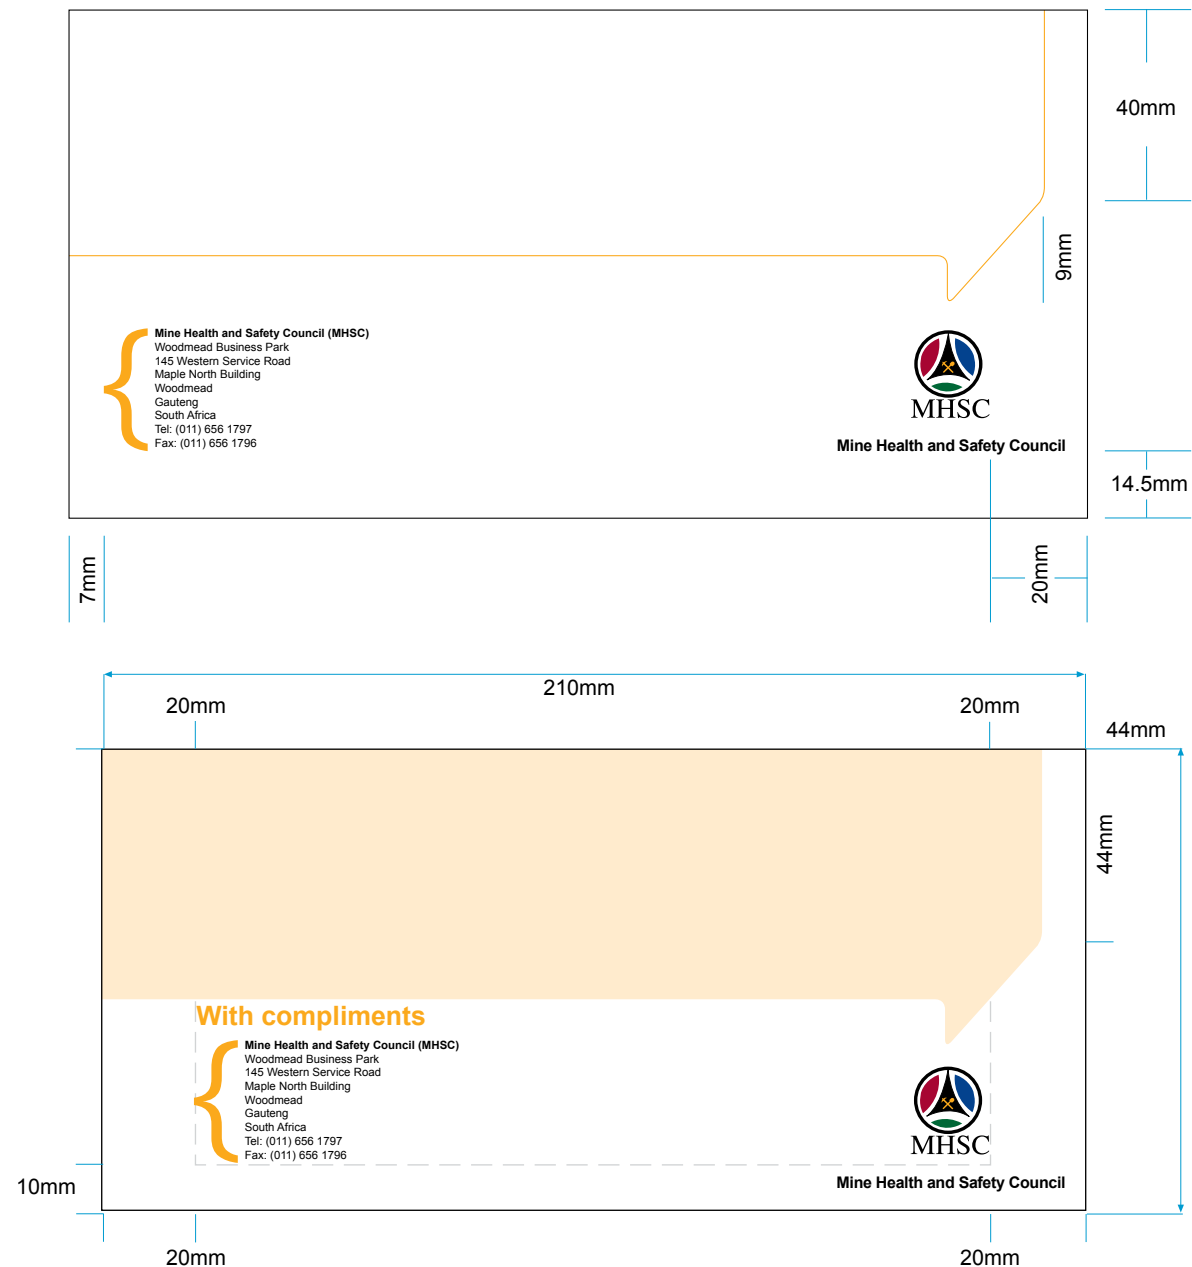 40mm
9mm
Mine Health and Safety Council (MHSC)
Woodmead Business Park
145 Western Service Road
Maple North Building
Woodmead
Gauteng
South Africa
Tel: (011) 656 1797
Fax: (011) 656 1796
MHSC
Mine Health and Safety Council
14.5mm
7mm
20mm
210mm
20mm
20mm
44mm
44mm
With compliments
Mine Health and Safety Council (MHSC)
Woodmead Business Park
145 Western Service Road
Maple North Building
Woodmead
Gauteng
South Africa
Tel: (011) 656 1797
Fax: (011) 656 1796
MHSC
Mine Health and Safety Council
10mm
20mm
20mm